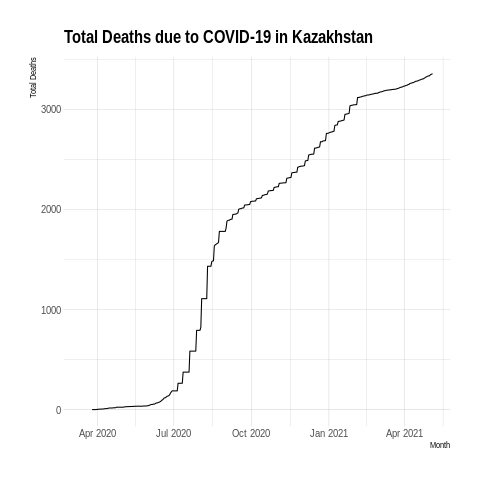 Total Deaths due to COVID-19 in Kazakhstan
Total Deaths
3000
2000
1000
0
Apr 2020 Jul 2020 Oct 2020 Jan 2021 Apr 2021
Month